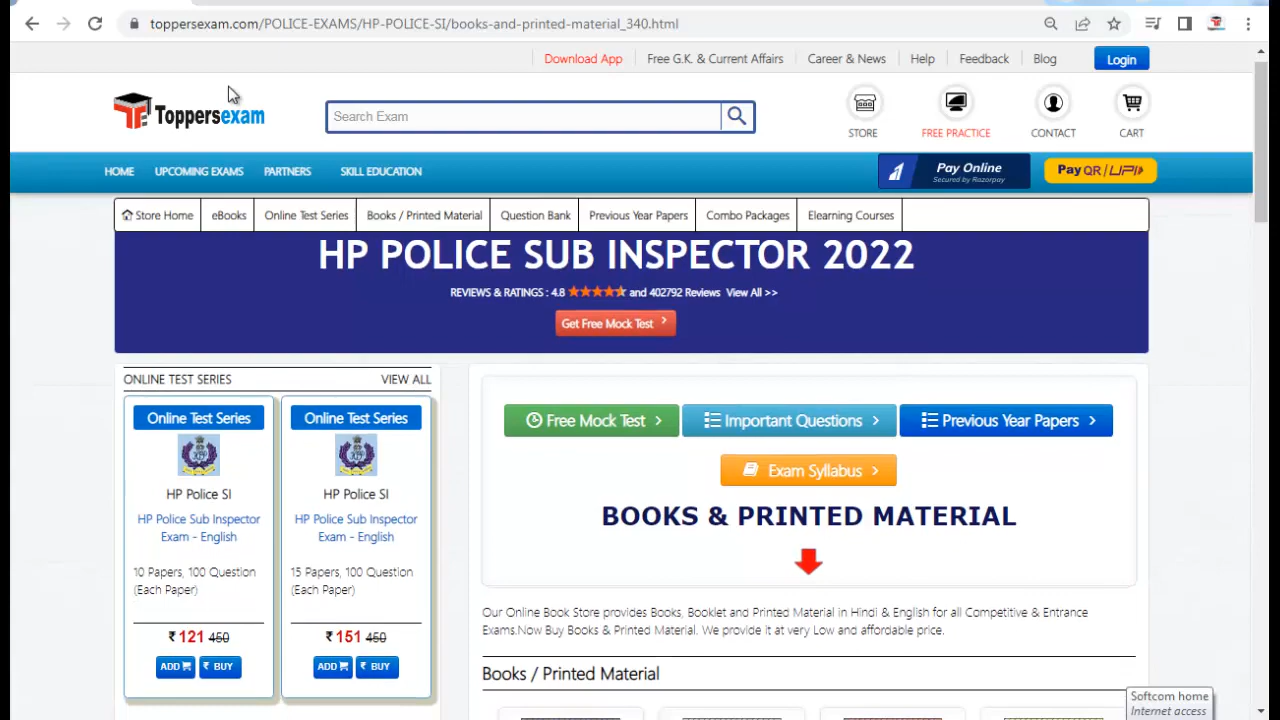 toppersexam.com/POLICE-EXAMS/HP-POLICE-SI/books-and-printed-material_340.html
Download App
Free G.K. & Current Affairs
Career & News
Help
Feedback
Blog
Login
Toppersexam
Search Exam
STORE
FREE PRACTICE
CONTACT
CART
HOME
UPCOMING EXAMS
PARTNERS
SKILL EDUCATION
Pay Online
Secured by Razorpay
Pay QR/UPI
Store Home
eBooks
Online Test Series
Books / Printed Material
Question Bank
Previous Year Papers
Combo Packages
Elearning Courses
HP POLICE SUB INSPECTOR 2022
REVIEWS & RATINGS : 4.8 ★★★★★ and 402792 Reviews View All >>
Get Free Mock Test >
ONLINE TEST SERIES VIEW ALL
Online Test Series
HP Police SI
HP Police Sub Inspector
Exam - English
10 Papers, 100 Question
(Each Paper)
₹ 121 450
ADD ₹ BUY
Online Test Series
HP Police SI
HP Police Sub Inspector
Exam - English
15 Papers, 100 Question
(Each Paper)
₹ 151 450
ADD ₹ BUY
Free Mock Test >
Important Questions >
Previous Year Papers >
Exam Syllabus >
BOOKS & PRINTED MATERIAL
Our Online Book Store provides Books, Booklet and Printed Material in Hindi & English for all Competitive & Entrance
Exams.Now Buy Books & Printed Material. We provide it at very Low and affordable price.
Books / Printed Material
Softcom home
Internet access